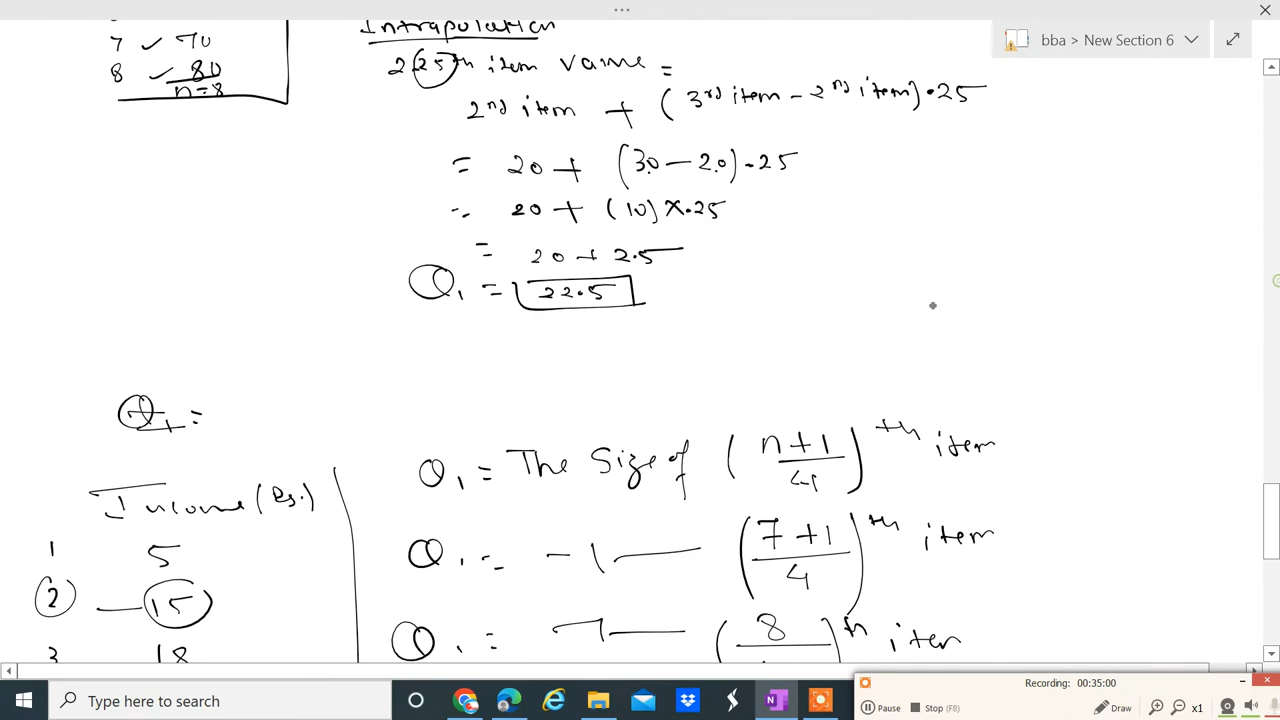 bba > New Section 6
7 ✓ 70
8 ✓ 80
n=8
Intrapolation
2.25th item value =
2nd item + (3rd item - 2nd item) .25
= 20 + (30 - 20) .25
= 20 + (10) × .25
= 20 + 2.5
Q1 = 22.5
Q1 =
Q1 = The Size of (n+1/4)th item
Income (Rs.)
1 5
2 15
3 18
Q1 = -1- (7+1/4)th item
Q1 = (8
)th item
Type here to search
Recording: 00:35:00
Pause
Stop (F8)
Draw
x1